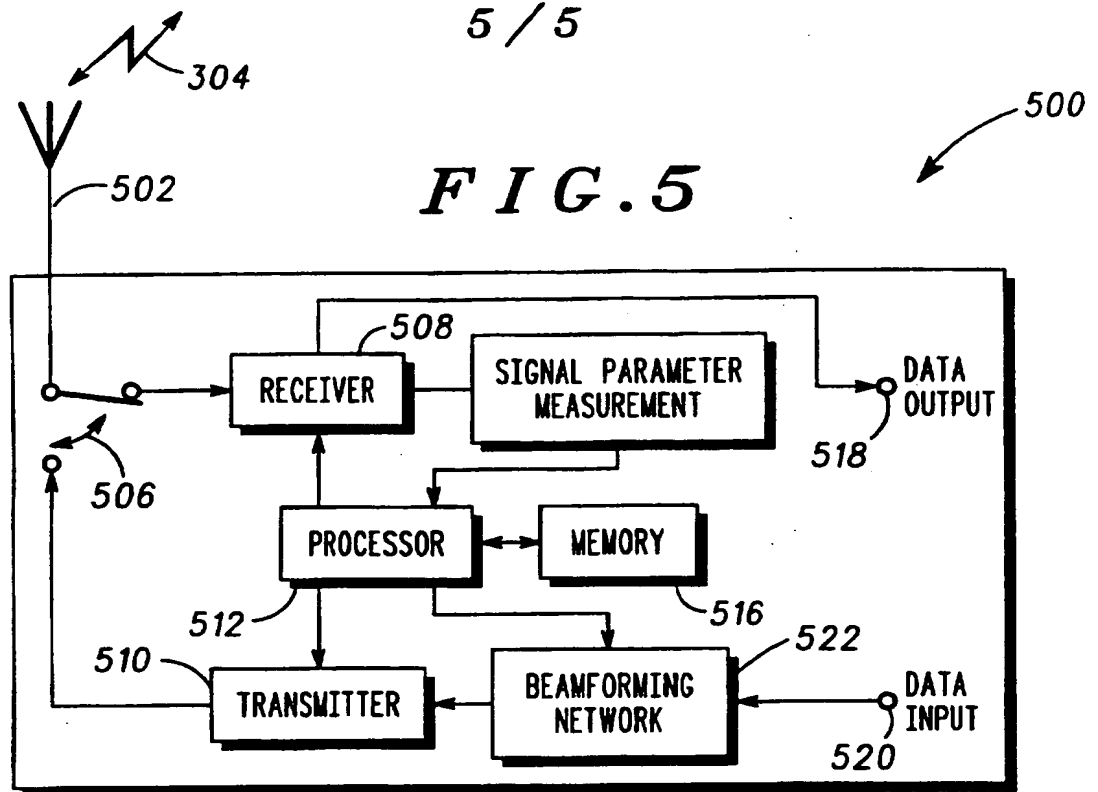 5/5
304
500
502
FIG. 5
508
RECEIVER
SIGNAL PARAMETER
MEASUREMENT
DATA
OUTPUT
518
506
PROCESSOR
MEMORY
512
516
510
522
TRANSMITTER
BEAMFORMING
NETWORK
DATA
INPUT
520